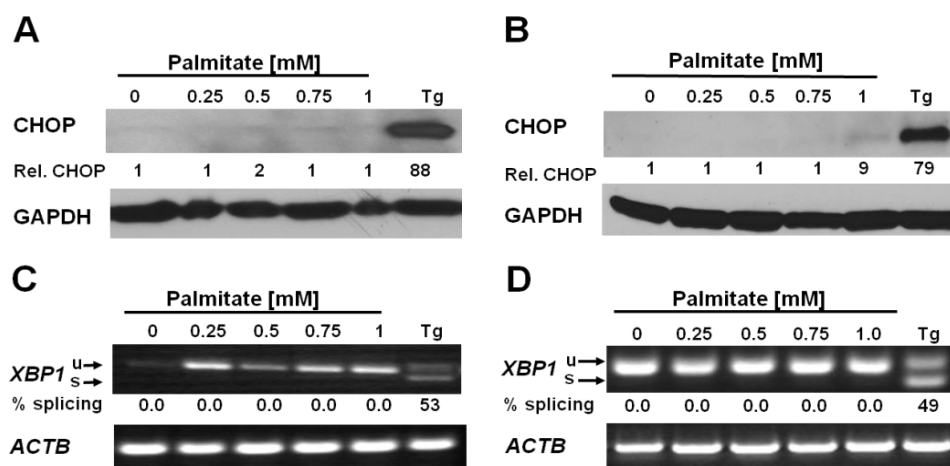 A
Palmitate [mM]
0 0.25 0.5 0.75 1 Tg
CHOP
Rel. CHOP 1 1 2 1 1 88
GAPDH
B
Palmitate [mM]
0 0.25 0.5 0.75 1 Tg
CHOP
Rel. CHOP 1 1 1 1 9 79
GAPDH
C
Palmitate [mM]
0 0.25 0.5 0.75 1 Tg
XBP1 u
s
% splicing 0.0 0.0 0.0 0.0 0.0 53
ACTB
D
Palmitate [mM]
0 0.25 0.5 0.75 1.0 Tg
XBP1 u
s
% splicing 0.0 0.0 0.0 0.0 0.0 49
ACTB